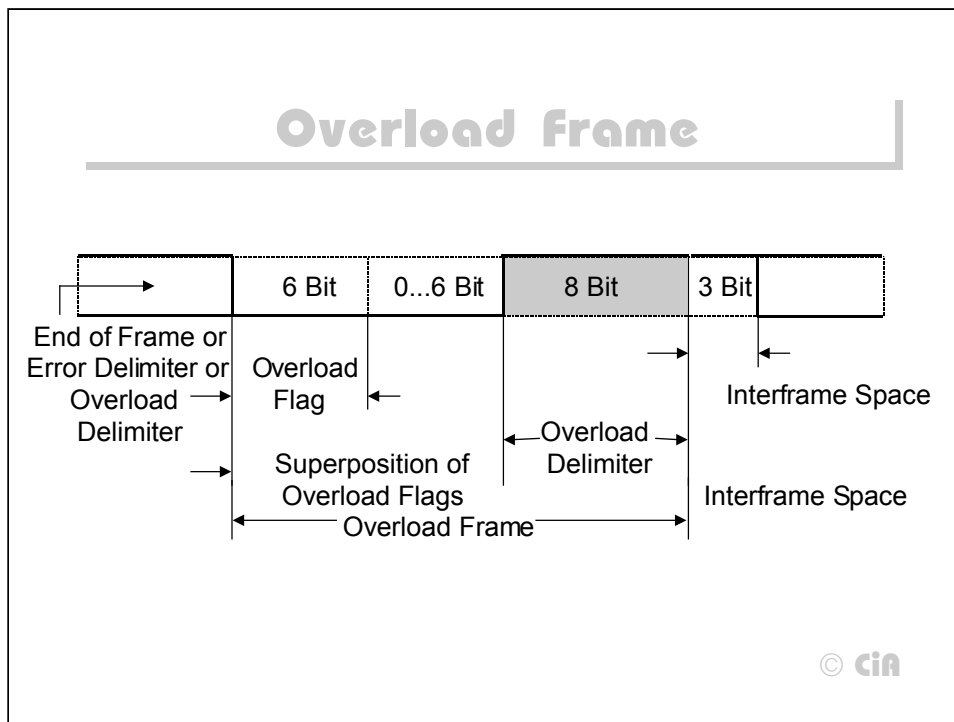 Overload Frame
6 Bit 0...6 Bit 8 Bit 3 Bit
End of Frame or
Error Delimiter or
Overload
Delimiter
Overload
Flag
Interframe Space
Overload
Delimiter
Superposition of
Overload Flags
Interframe Space
Overload Frame
© CiA